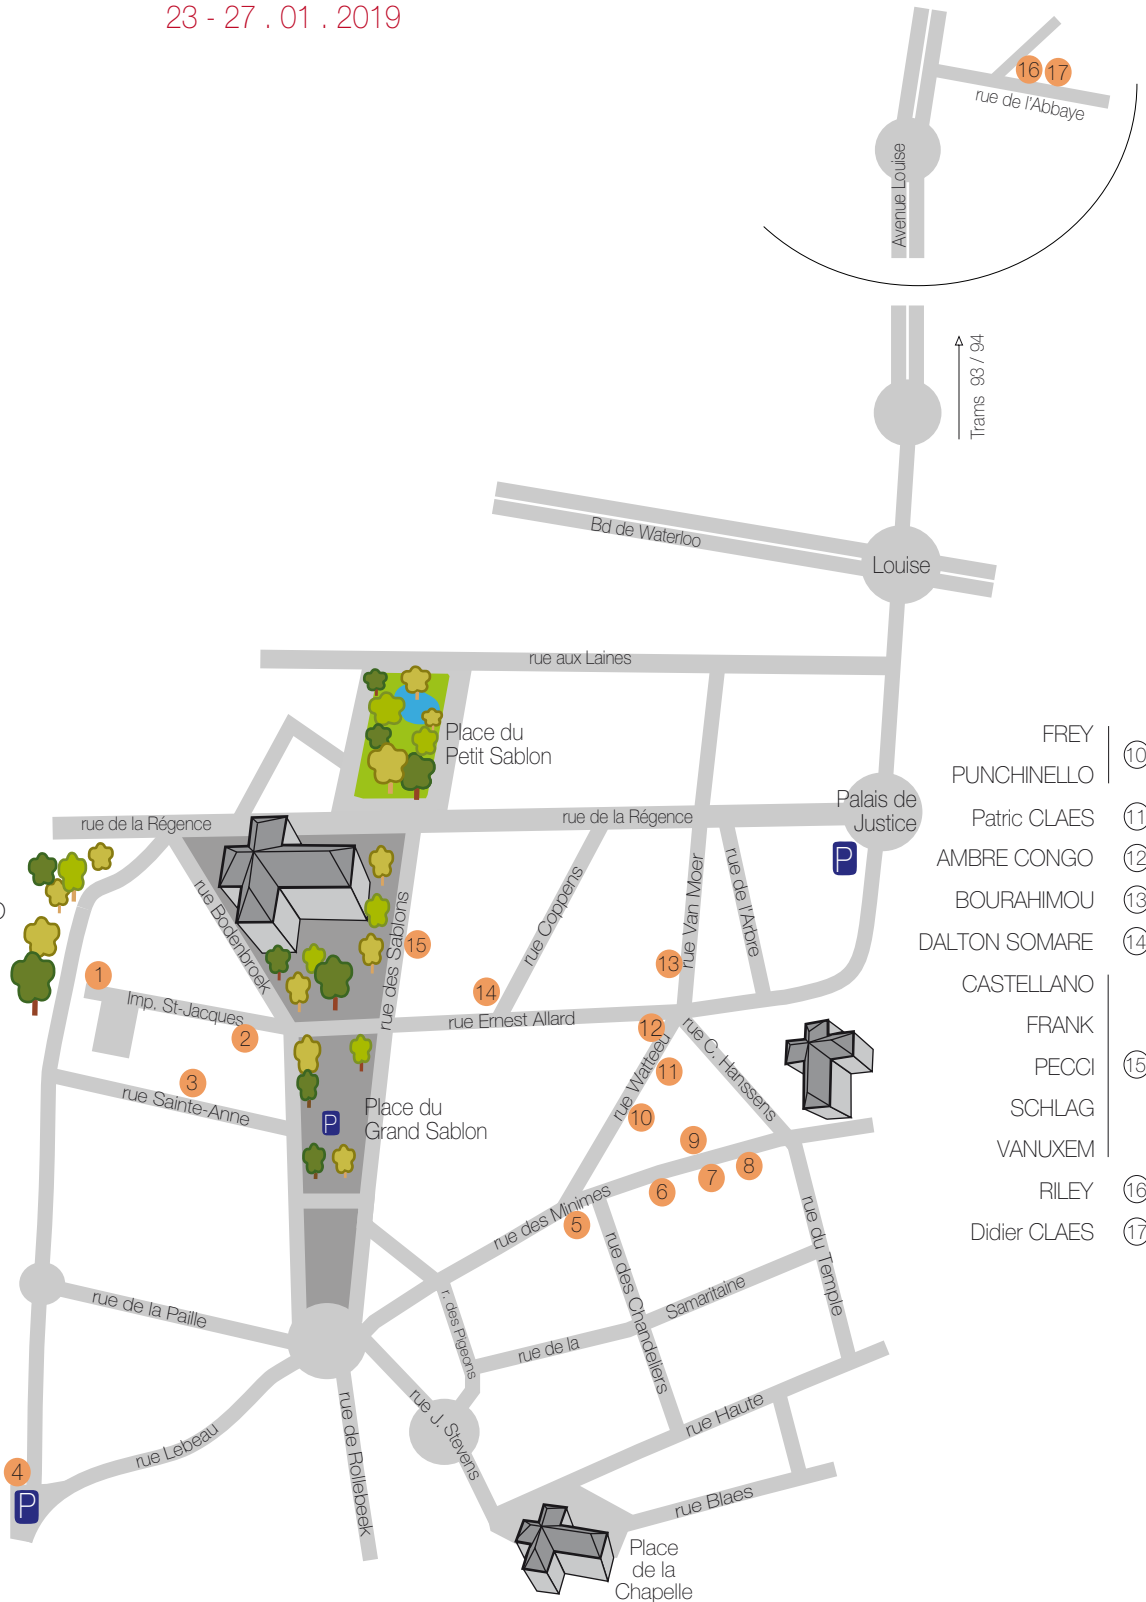 23 - 27 . 01 . 2019
16 17
rue de l'Abbaye
Avenue Louise
Trams 93 / 94
Bd de Waterloo
Louise
rue aux Laines
Place du
Petit Sablon
rue de la Régence
rue de la Régence
Palais de
Justice
P
rue Bodenbroek
rue des Sablons
15
rue Coppens
rue Van Moer
rue de l'Arbre
13
14
1
Imp. St-Jacques
2
rue Ernest Allard
12
rue Watteeu
rue C. Hanssens
11
3
rue Sainte-Anne
P
Place du
Grand Sablon
10
9
8
7
6
5
rue des Minimes
rue des Chandeliers
rue du Temple
rue de la Paille
r. des Pigeons
rue de la
Samaritaine
rue J. Stevens
rue Haute
rue Lebeau
rue de Rollebeek
4
P
rue Blaes
Place
de la
Chapelle
FREY
PUNCHINELLO
10
Patric CLAES 11
AMBRE CONGO 12
BOURAHIMOU 13
DALTON SOMARE 14
CASTELLANO
FRANK
PECCI 15
SCHLAG
VANUXEM
RILEY 16
Didier CLAES 17